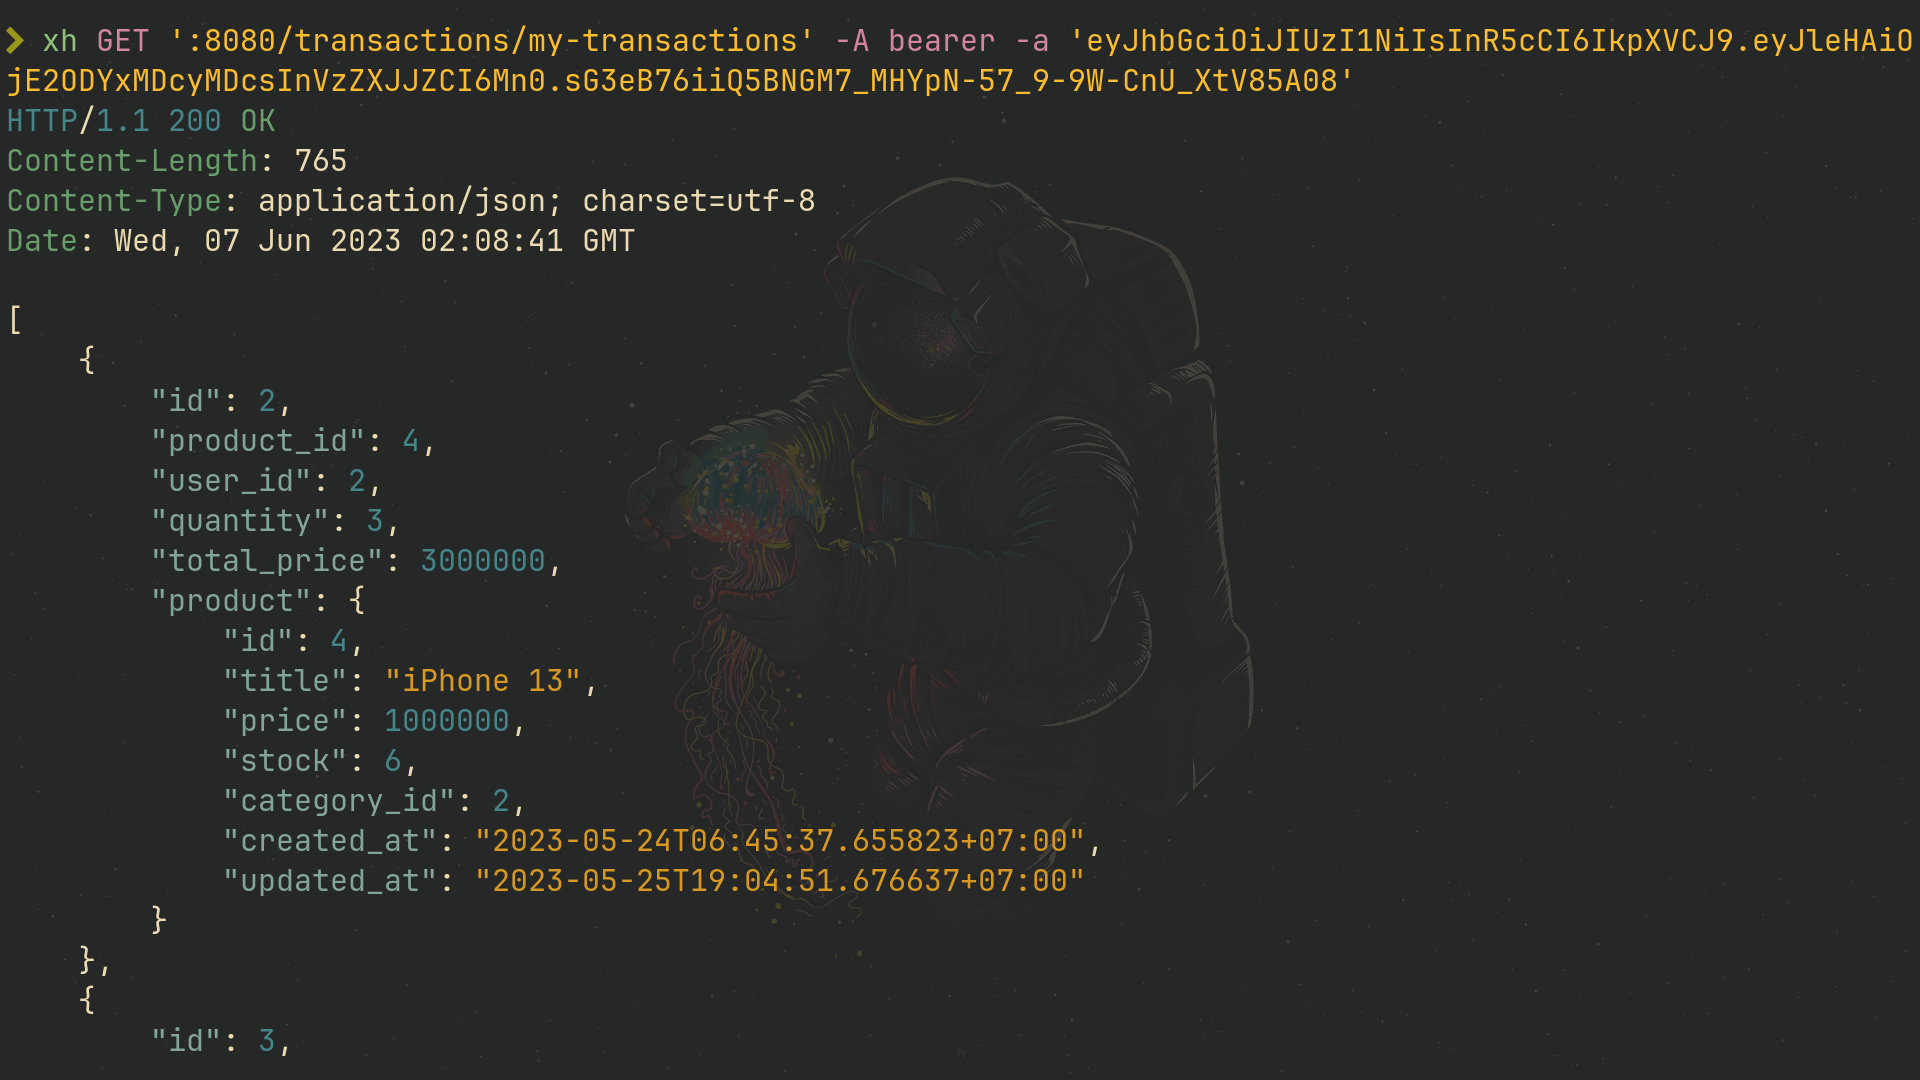 ❯ xh GET ':8080/transactions/my-transactions' -A bearer -a 'eyJhbGciOiJIUzI1NiIsInR5cCI6IkpXVCJ9.eyJleHAiO
jE2ODYxMDcyMDcsInVzZXJJZCI6Mn0.sG3eB76iiQ5BNGM7_MHYpN-57_9-9W-CnU_XtV85A08'
HTTP/1.1 200 OK
Content-Length: 765
Content-Type: application/json; charset=utf-8
Date: Wed, 07 Jun 2023 02:08:41 GMT
[
{
"id": 2,
"product_id": 4,
"user_id": 2,
"quantity": 3,
"total_price": 3000000,
"product": {
"id": 4,
"title": "iPhone 13",
"price": 1000000,
"stock": 6,
"category_id": 2,
"created_at": "2023-05-24T06:45:37.655823+07:00",
"updated_at": "2023-05-25T19:04:51.676637+07:00"
}
},
{
"id": 3,